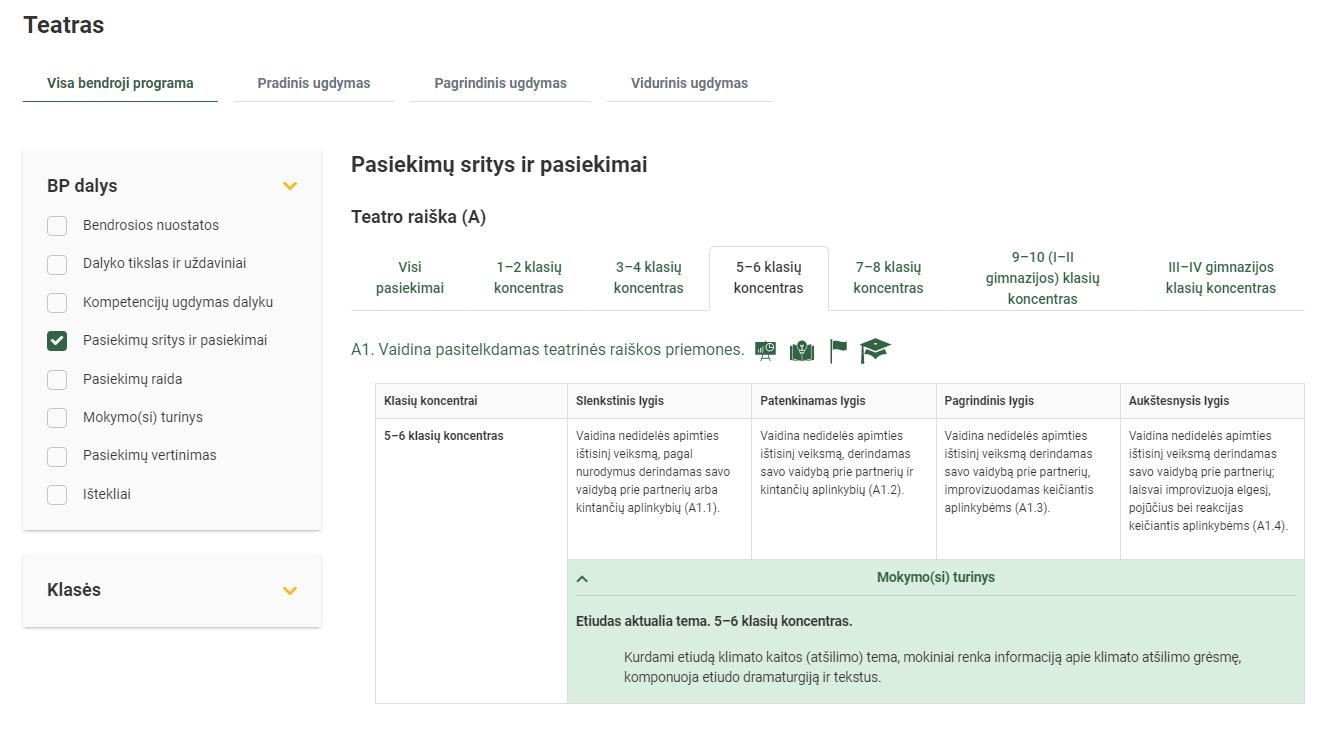 Teatras
Visa bendroji programa
Pradinis ugdymas
Pagrindinis ugdymas
Vidurinis ugdymas
BP dalys
Bendrosios nuostatos
Dalyko tikslas ir uždaviniai
Kompetencijų ugdymas dalyku
Pasiekimų sritys ir pasiekimai
Pasiekimų raida
Mokymo(si) turinys
Pasiekimų vertinimas
Ištekliai
Klasės
Pasiekimų sritys ir pasiekimai
Teatro raiška (A)
Visi
pasiekimai
1–2 klasių
koncentras
3–4 klasių
koncentras
5–6 klasių
koncentras
7–8 klasių
koncentras
9–10 (I–II
gimnazijos) klasių
koncentras
III–IV gimnazijos
klasių koncentras
A1. Vaidina pasitelkdamas teatrinės raiškos priemones.
Klasių koncentrai
Slenkstinis lygis
Patenkinamas lygis
Pagrindinis lygis
Aukštesnysis lygis
5–6 klasių koncentras
Vaidina nedidelės apimties
ištisinį veiksmą, pagal
nurodymus derindamas savo
vaidybą prie partnerių arba
kintančių aplinkybių (A1.1).
Vaidina nedidelės apimties
ištisinį veiksmą, derindamas
savo vaidybą prie partnerių ir
kintančių aplinkybių (A1.2).
Vaidina nedidelės apimties
ištisinį veiksmą derindamas
savo vaidybą prie partnerių,
improvizuodamas keičiantis
aplinkybėms (A1.3).
Vaidina nedidelės apimties
ištisinį veiksmą derindamas
savo vaidybą prie partnerių;
laisvai improvizuoja elgesį,
pojūčius bei reakcijas
keičiantis aplinkybėms (A1.4).
Mokymo(si) turinys
Etiudas aktualia tema. 5–6 klasių koncentras.
Kurdami etiudą klimato kaitos (atšilimo) tema, mokiniai renka informaciją apie klimato atšilimo grėsmę,
komponuoja etiudo dramaturgiją ir tekstus.